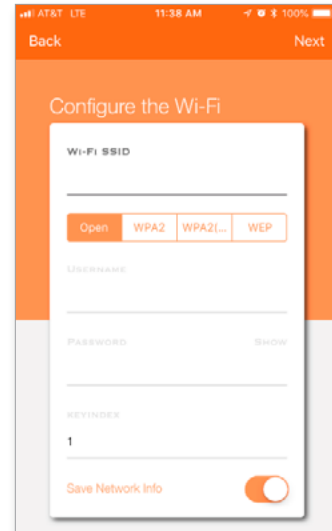 AT&T LTE 11:38 AM 100%
Back Next
Configure the Wi-Fi
Wi-Fi SSID
Open WPA2 WPA2(... WEP
Username
Password Show
keyindex
1
Save Network Info